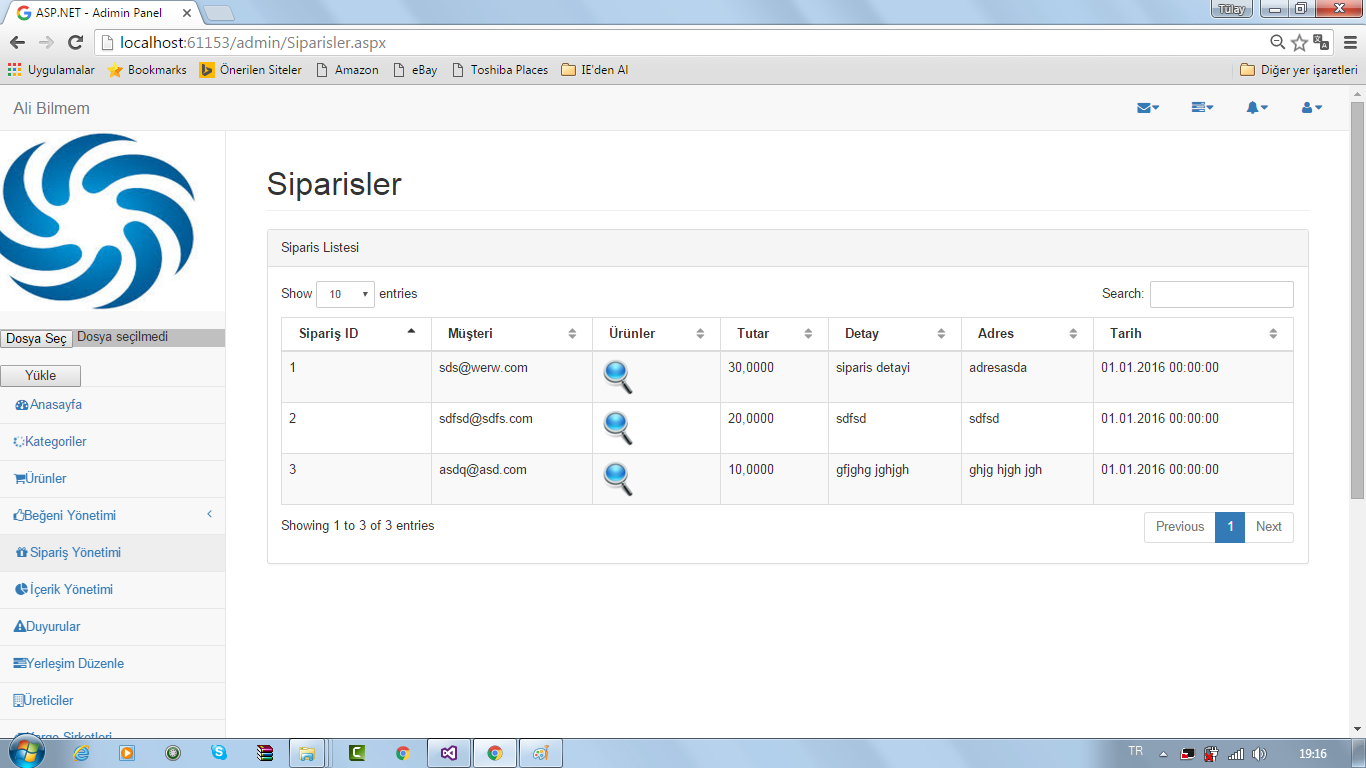 ASP.NET - Adimin Panel
Tülay
localhost:61153/admin/Siparisler.aspx
Uygulamalar Bookmarks Önerilen Siteler Amazon eBay Toshiba Places IE'den Al Diğer yer işaretleri
Ali Bilmem
Dosya Seç Dosya seçilmedi
Yükle
Anasayfa
Kategoriler
Ürünler
Beğeni Yönetimi
Sipariş Yönetimi
İçerik Yönetimi
Duyurular
Yerleşim Düzenle
Üreticiler
Kargo Şirketleri
Siparisler
Siparis Listesi
Show 10 entries Search:
Sipariş ID Müşteri Ürünler Tutar Detay Adres Tarih
1 sds@werw.com 30,0000 siparis detayi adresasda 01.01.2016 00:00:00
2 sdfsd@sdfs.com 20,0000 sdfsd sdfsd 01.01.2016 00:00:00
3 asdq@asd.com 10,0000 gfjghg jghjgh ghjg hjgh jgh 01.01.2016 00:00:00
Showing 1 to 3 of 3 entries Previous 1 Next
TR 19:16